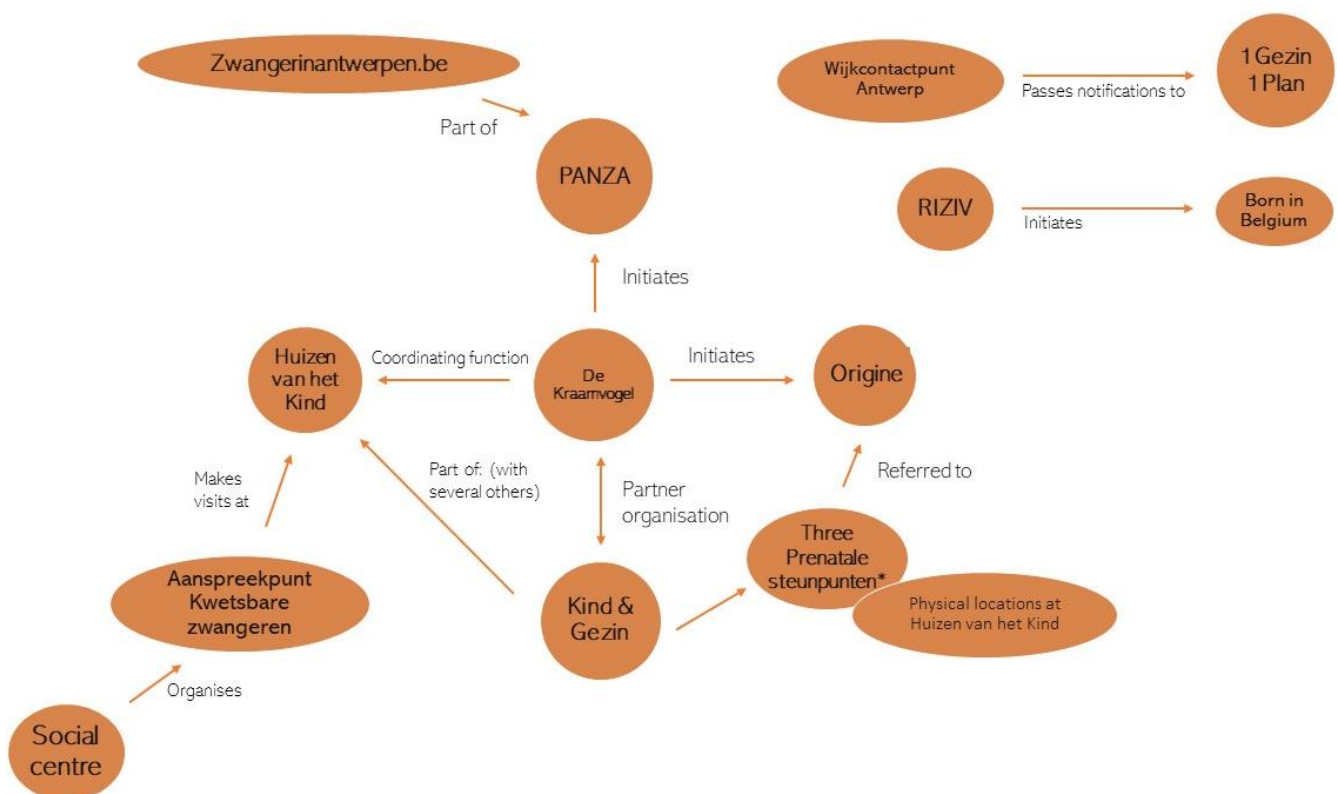 Zwangerinantwerpen.be
Part of
PANZA
Wijkcontactpunt
Antwerp
Passes notifications to
1 Gezin
1 Plan
RIZIV
Initiates
Born in
Belgium
Initiates
Huizen
van het
Kind
Coordinating function
De
Kraamvogel
Initiates
Origine
Makes
visits at
Part of: (with
several others)
Partner
organisation
Referred to
Three
Prenatale
steunpunten*
Physical locations at
Huizen van het Kind
Aanspreekpunt
Kwetsbare
zwangeren
Kind &
Gezin
Organises
Social
centre